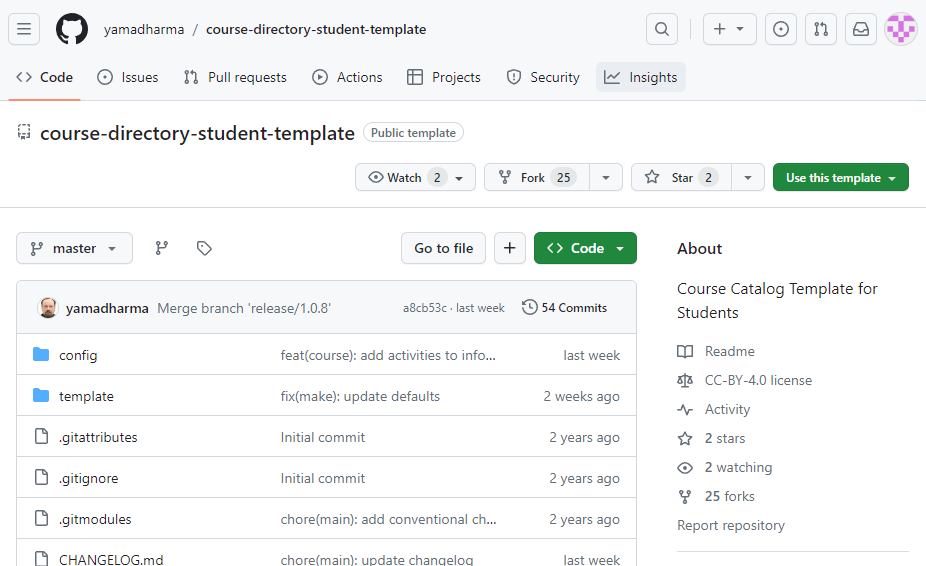 yamadharma / course-directory-student-template
Code Issues Pull requests Actions Projects Security Insights
course-directory-student-template Public template
Watch 2 Fork 25 Star 2 Use this template
master Go to file + Code
yamadharma Merge branch 'release/1.0.8' a8cb53c · last week 54 Commits
config feat(course): add activities to info… last week
template fix(make): update defaults 2 weeks ago
.gitattributes Initial commit 2 years ago
.gitignore Initial commit 2 years ago
.gitmodules chore(main): add conventional ch… 2 years ago
CHANGELOG.md chore(main): update changelog last week
About
Course Catalog Template for
Students
Readme
CC-BY-4.0 license
Activity
2 stars
2 watching
25 forks
Report repository